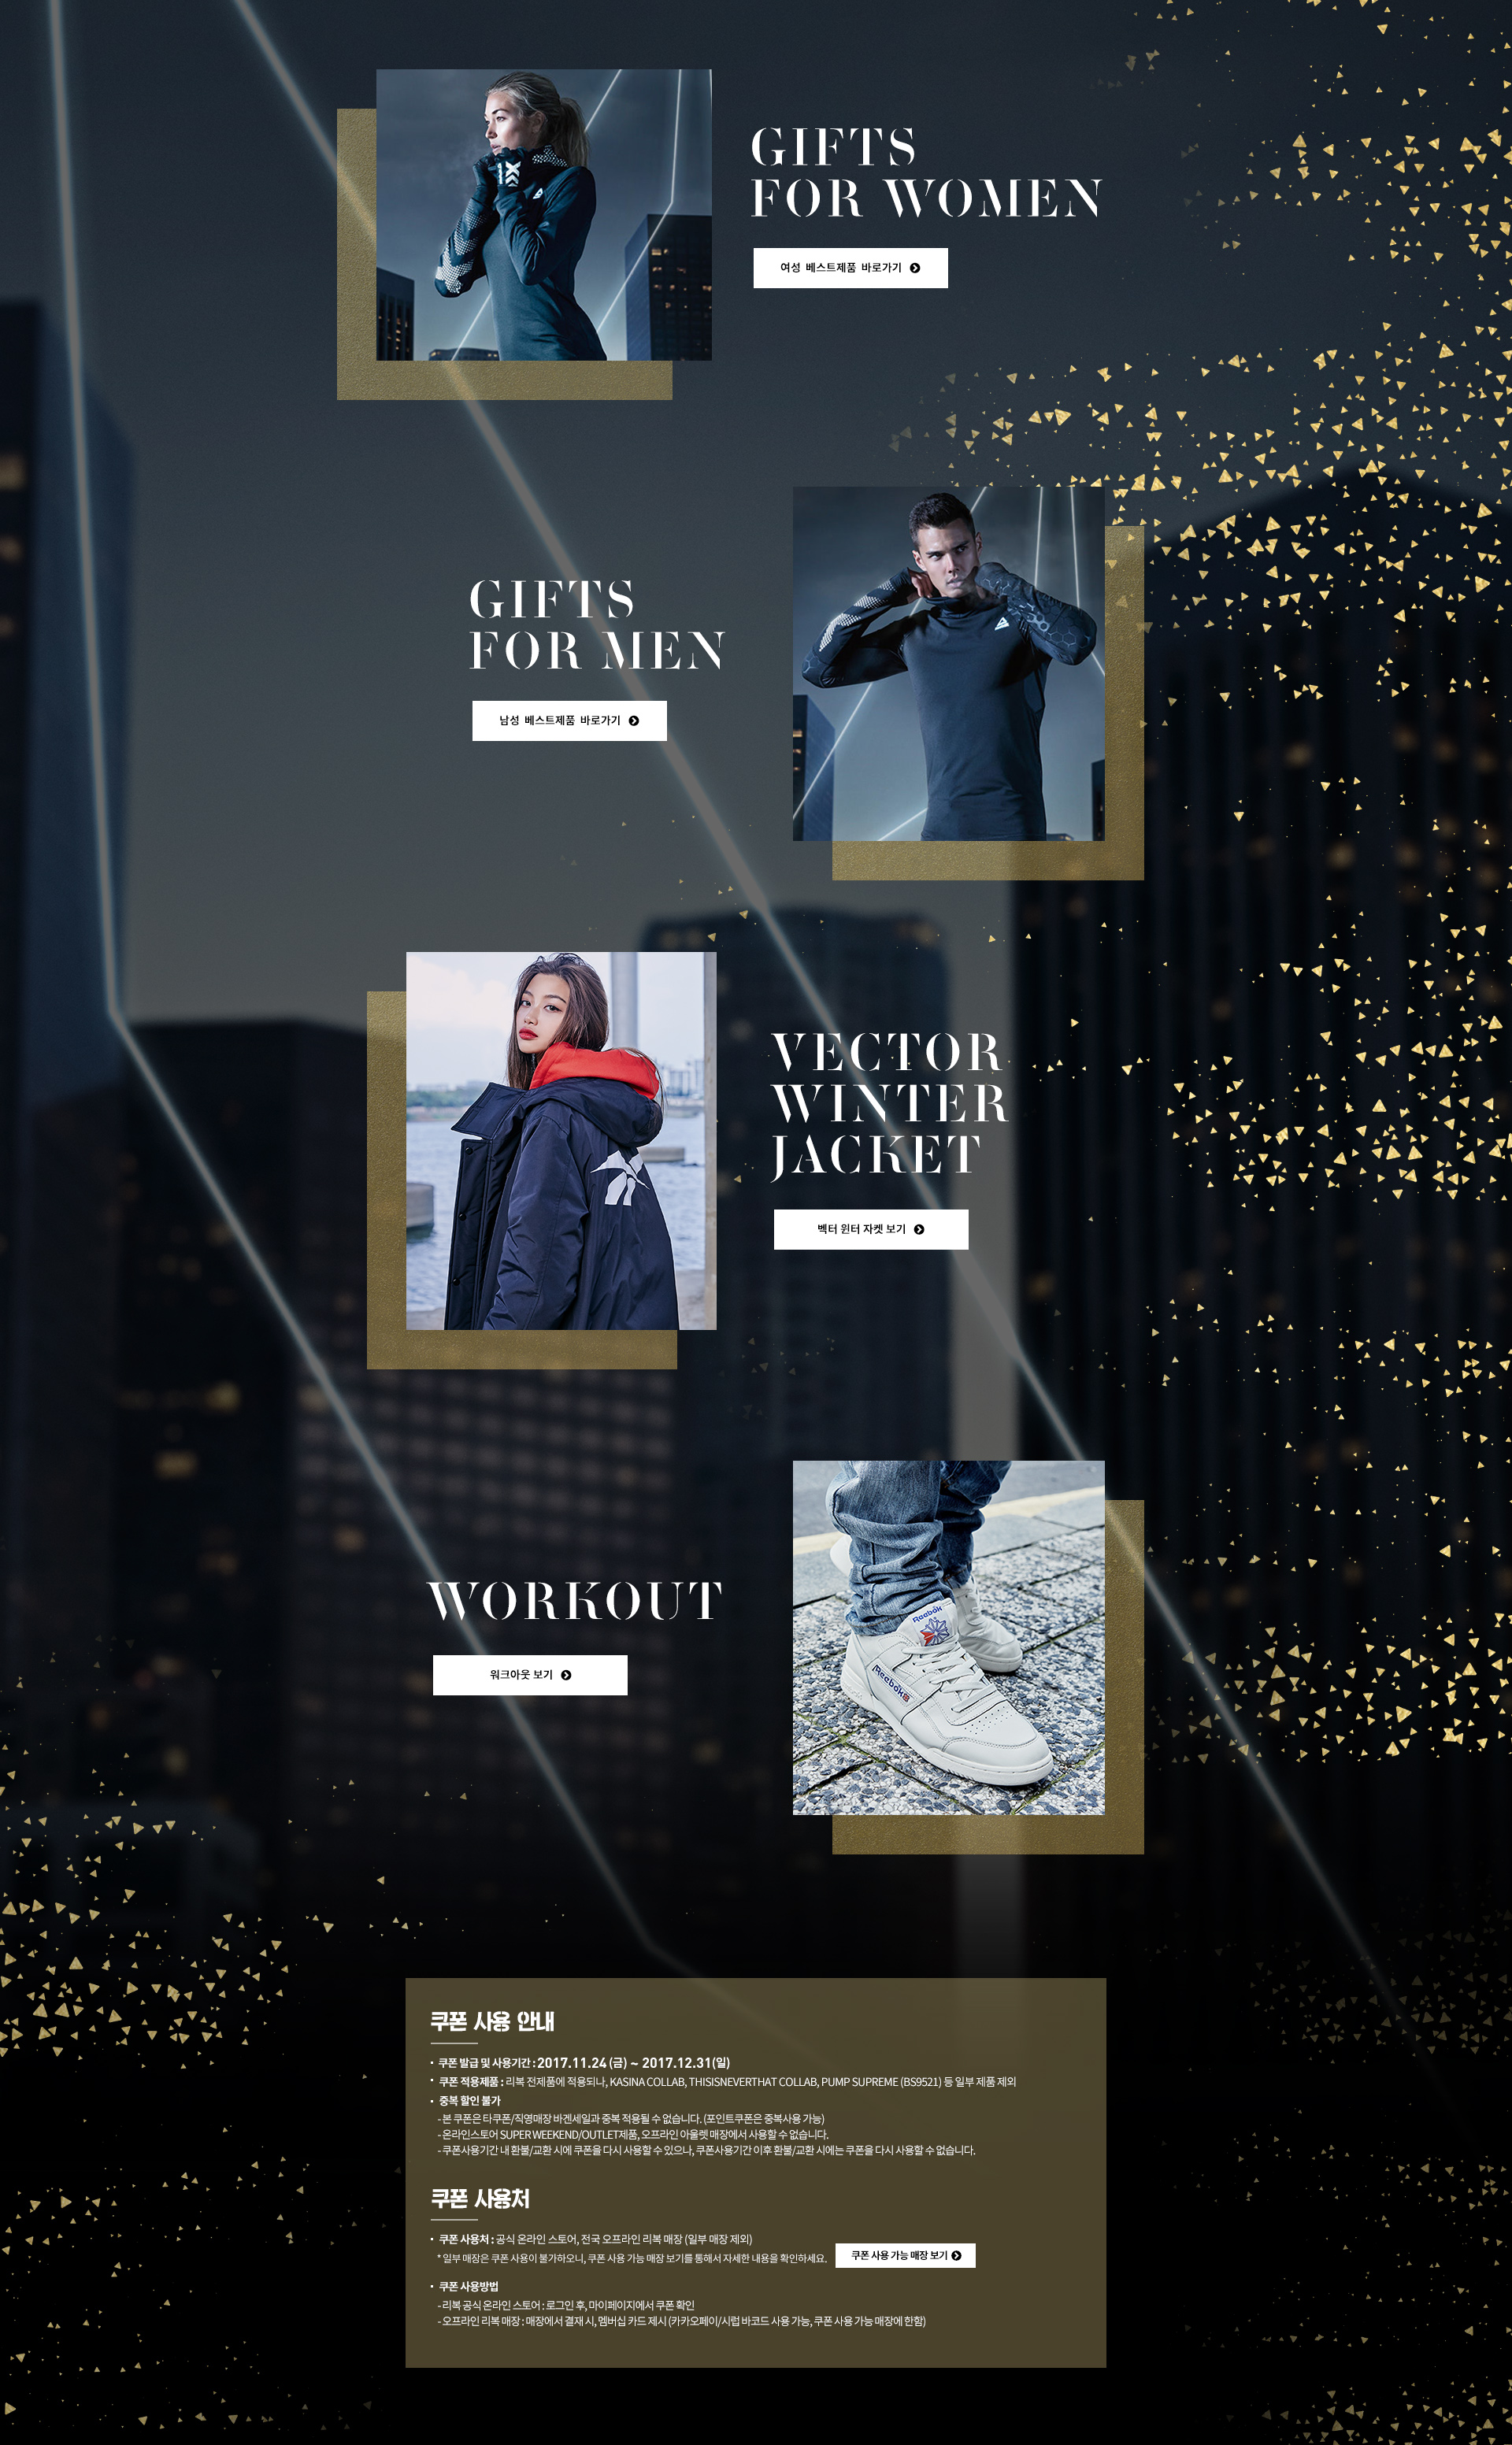 GIFTS
FOR WOMEN
여성 베스트제품 바로가기
GIFTS
FOR MEN
남성 베스트제품 바로가기
VECTOR
WINTER
JACKET
벡터 윈터 자켓 보기
WORKOUT
워크아웃 보기
Reebok
Reebok
쿠폰 사용 안내
• 쿠폰 발급 및 사용기간 : 2017.11.24 (금) ~ 2017.12.31(일)
• 쿠폰 적용제품 : 리복 전제품에 적용되나, KASINA COLLAB, THISISNEVERTHAT COLLAB, PUMP SUPREME (BS9521) 등 일부 제품 제외
• 중복 할인 불가
- 본 쿠폰은 타쿠폰/직영매장 바겐세일과 중복 적용될 수 없습니다. (포인트쿠폰은 중복사용 가능)
- 온라인스토어 SUPER WEEKEND/OUTLET제품, 오프라인 아울렛 매장에서 사용할 수 없습니다.
- 쿠폰사용기간 내 환불/교환 시에 쿠폰을 다시 사용할 수 있으나, 쿠폰사용기간 이후 환불/교환 시에는 쿠폰을 다시 사용할 수 없습니다.
쿠폰 사용처
• 쿠폰 사용처 : 공식 온라인 스토어, 전국 오프라인 리복 매장 (일부 매장 제외)
* 일부 매장은 쿠폰 사용이 불가하오니, 쿠폰 사용 가능 매장 보기를 통해서 자세한 내용을 확인하세요.
쿠폰 사용 가능 매장 보기
• 쿠폰 사용방법
- 리복 공식 온라인 스토어 : 로그인 후, 마이페이지에서 쿠폰 확인
- 오프라인 리복 매장 : 매장에서 결재 시, 멤버십 카드 제시 (카카오페이/시럽 바코드 사용 가능, 쿠폰 사용 가능 매장에 한함)